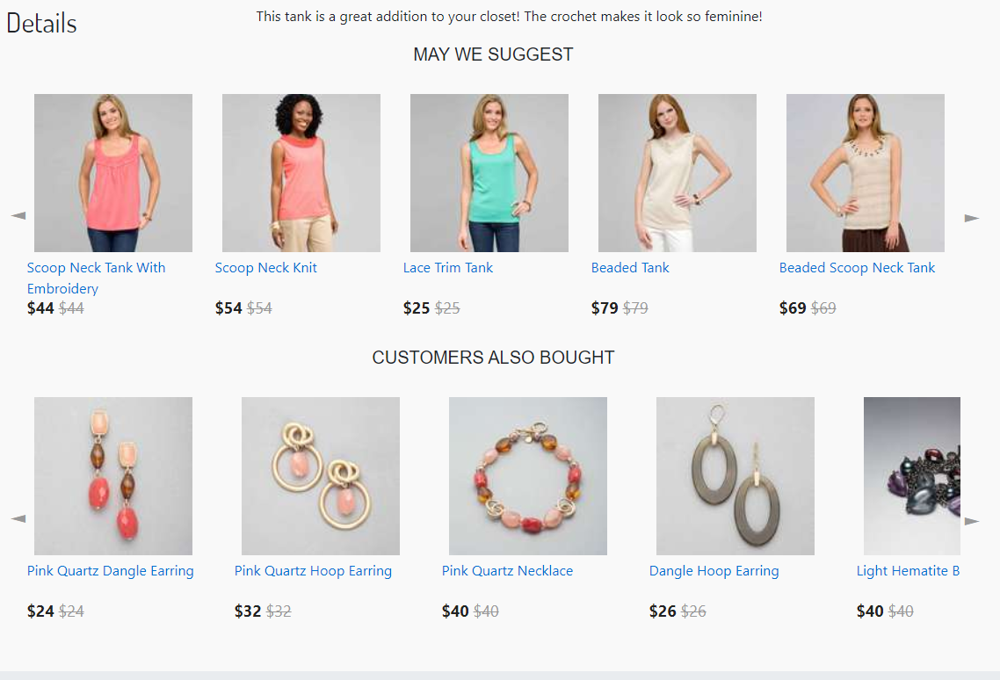 Details
This tank is a great addition to your closet! The crochet makes it look so feminine!
MAY WE SUGGEST
Scoop Neck Tank With
Embroidery
$44 $44
Scoop Neck Knit
$54 $54
Lace Trim Tank
$25 $25
Beaded Tank
$79 $79
Beaded Scoop Neck Tank
$69 $69
CUSTOMERS ALSO BOUGHT
Pink Quartz Dangle Earring
$24 $24
Pink Quartz Hoop Earring
$32 $32
Pink Quartz Necklace
$40 $40
Dangle Hoop Earring
$26 $26
Light Hematite B
$40 $40